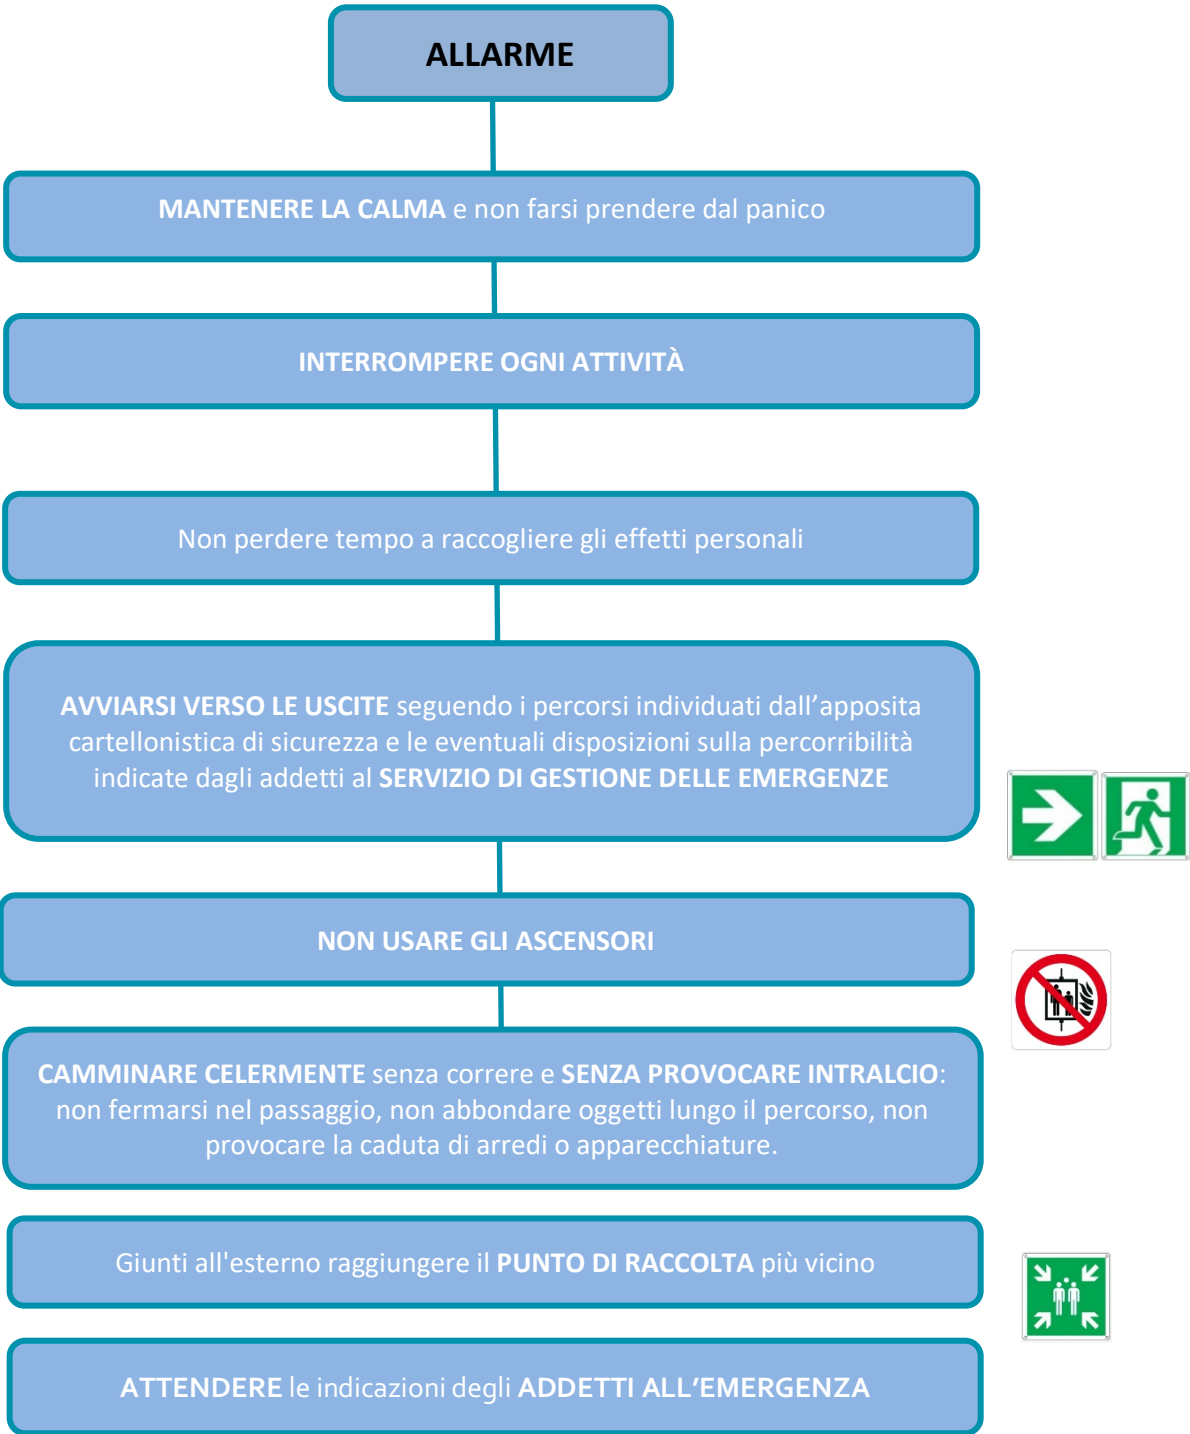 ALLARME
MANTENERE LA CALMA e non farsi prendere dal panico
INTERROMPERE OGNI ATTIVITÀ
Non perdere tempo a raccogliere gli effetti personali
AVVIARSI VERSO LE USCITE seguendo i percorsi individuati dall’apposita
cartellonistica di sicurezza e le eventuali disposizioni sulla percorribilità
indicate dagli addetti al SERVIZIO DI GESTIONE DELLE EMERGENZE
NON USARE GLI ASCENSORI
CAMMINARE CELERMENTE senza correre e SENZA PROVOCARE INTRALCIO:
non fermarsi nel passaggio, non abbondare oggetti lungo il percorso, non
provocare la caduta di arredi o apparecchiature.
Giunti all'esterno raggiungere il PUNTO DI RACCOLTA più vicino
ATTENDERE le indicazioni degli ADDETTI ALL’EMERGENZA